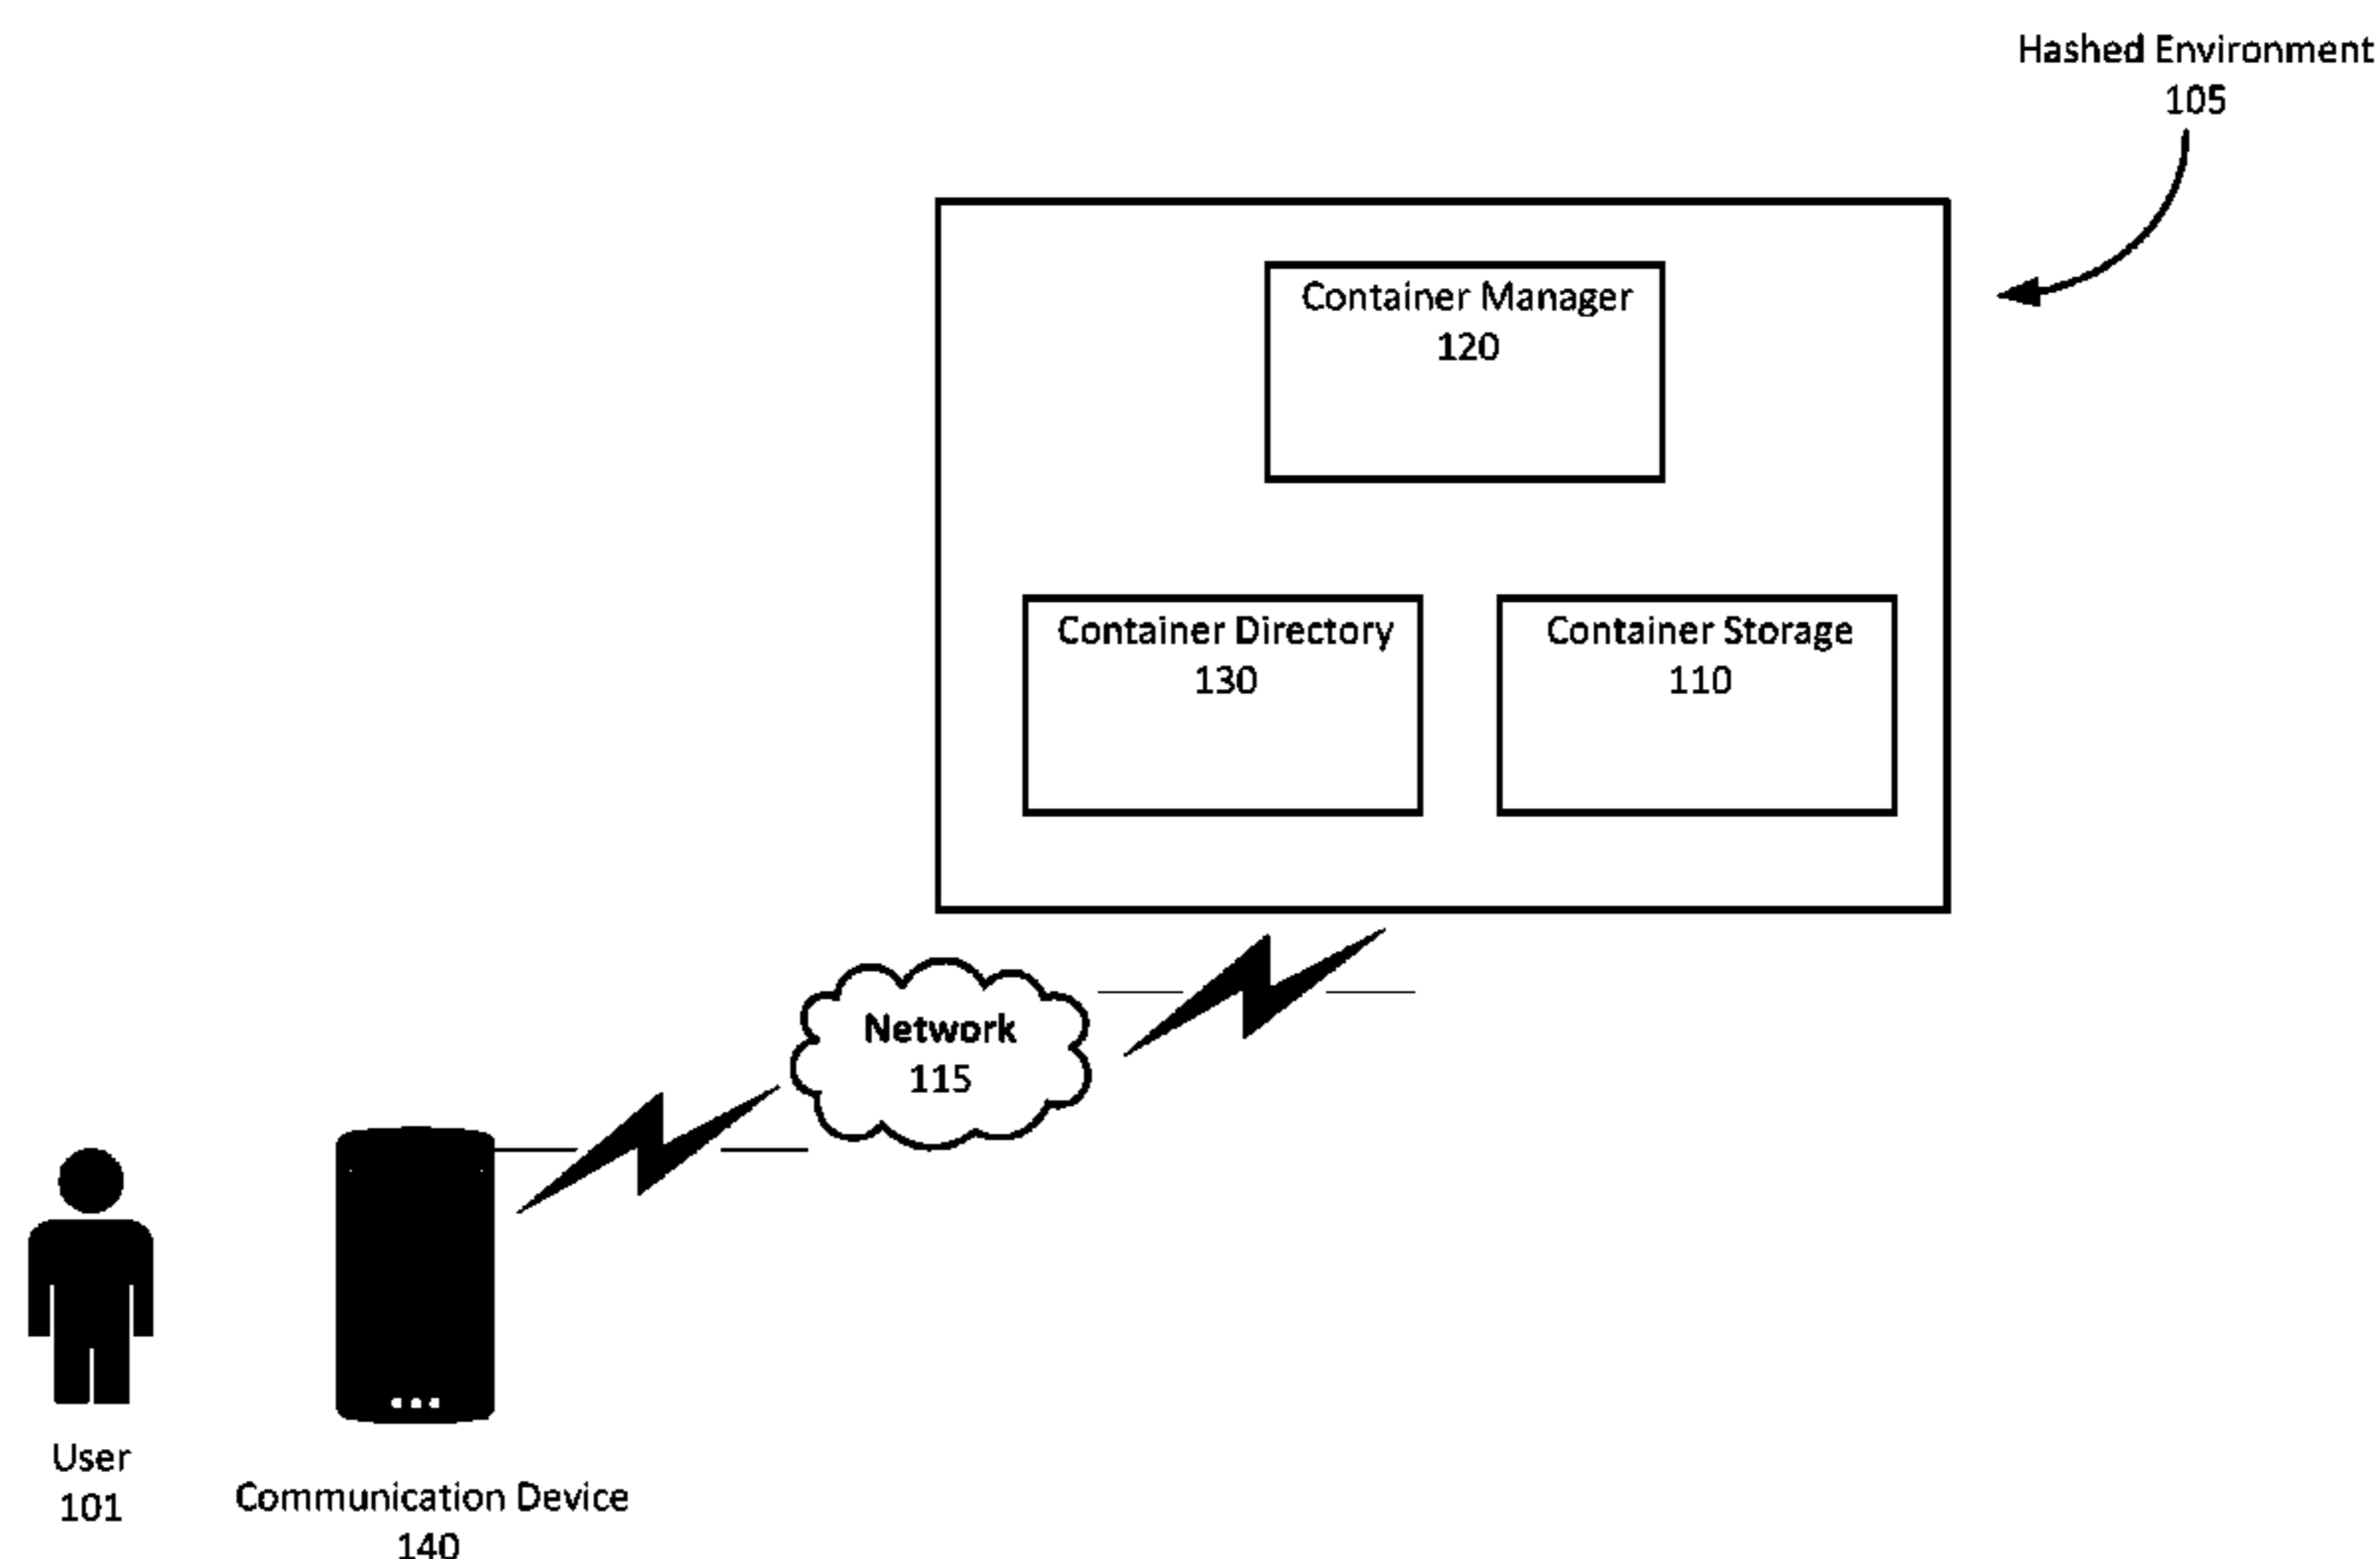 Hashed Environment
105
Container Manager
120
Container Directory
130
Container Storage
110
Network
115
User
101
Communication Device
140